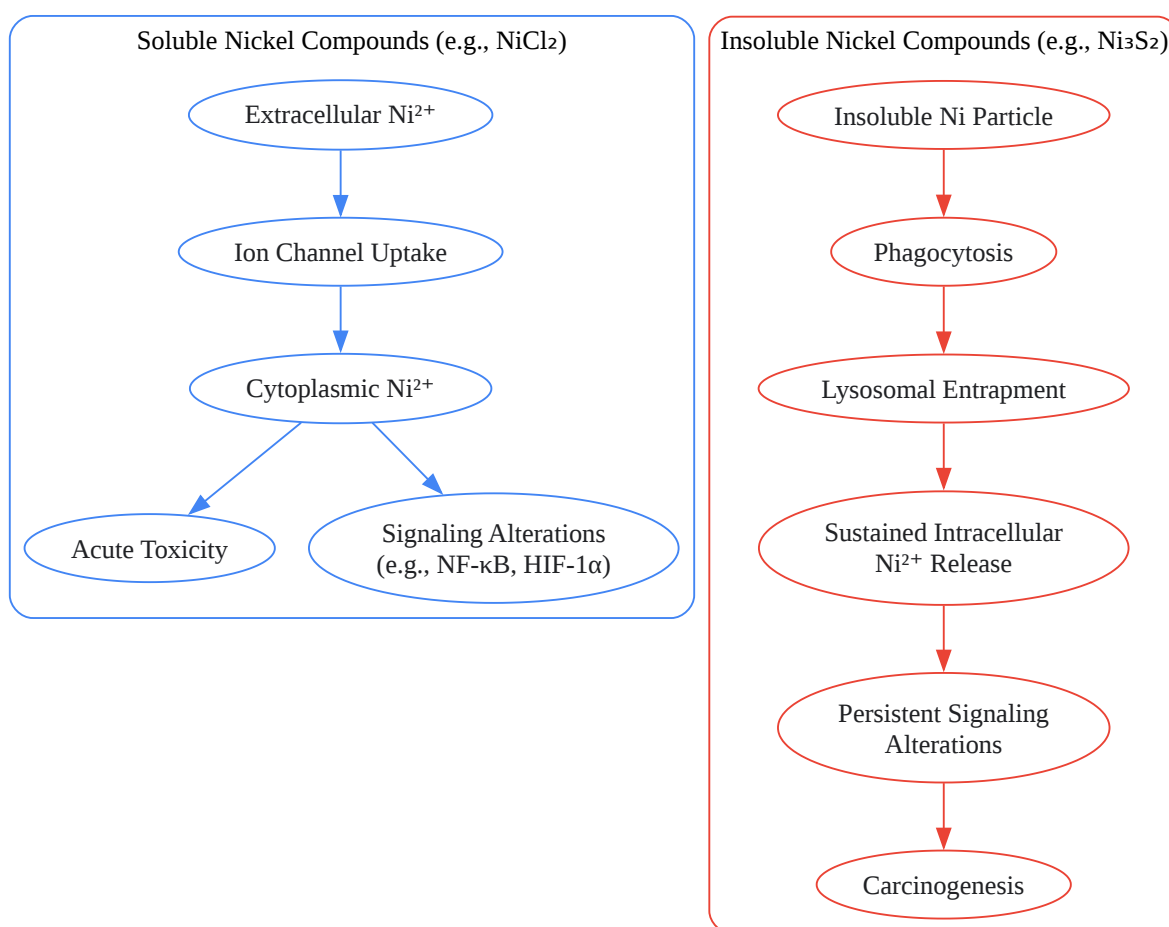 Soluble Nickel Compounds (e.g., NiCl₂)
Extracellular Ni²⁺
Ion Channel Uptake
Cytoplasmic Ni²⁺
Acute Toxicity
Signaling Alterations
(e.g., NF-κB, HIF-1α)
Insoluble Nickel Compounds (e.g., Ni₃S₂)
Insoluble Ni Particle
Phagocytosis
Lysosomal Entrapment
Sustained Intracellular
Ni²⁺ Release
Persistent Signaling
Alterations
Carcinogenesis